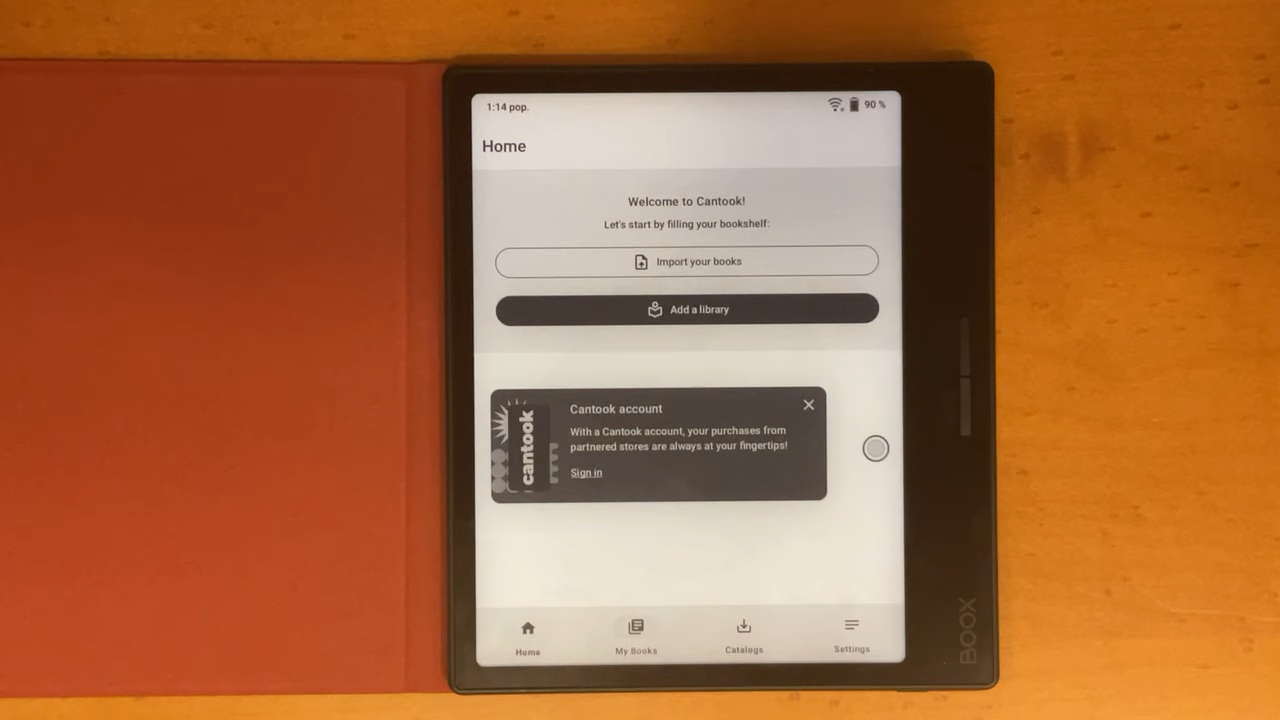 1:14 pop.
90 %
Home
Welcome to Cantook!
Let's start by filling your bookshelf:
Import your books
Add a library
cantook
Cantook account
With a Cantook account, your purchases from
partnered stores are always at your fingertips!
Sign in
Home
My Books
Catalogs
Settings
BOOX